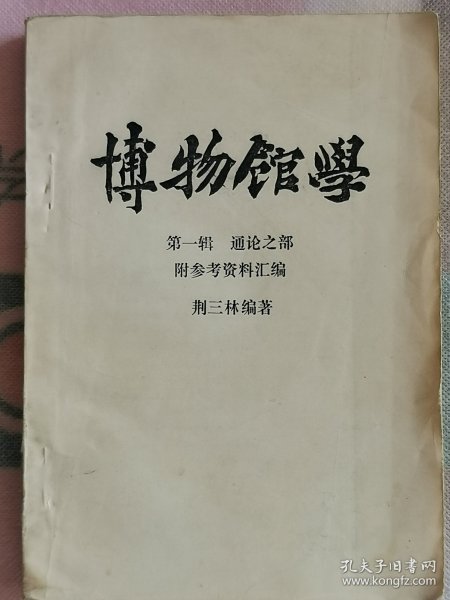 博物馆學
第一辑 通论之部
附参考资料汇编
荆三林编著
孔夫子旧书网
www.kongfz.com